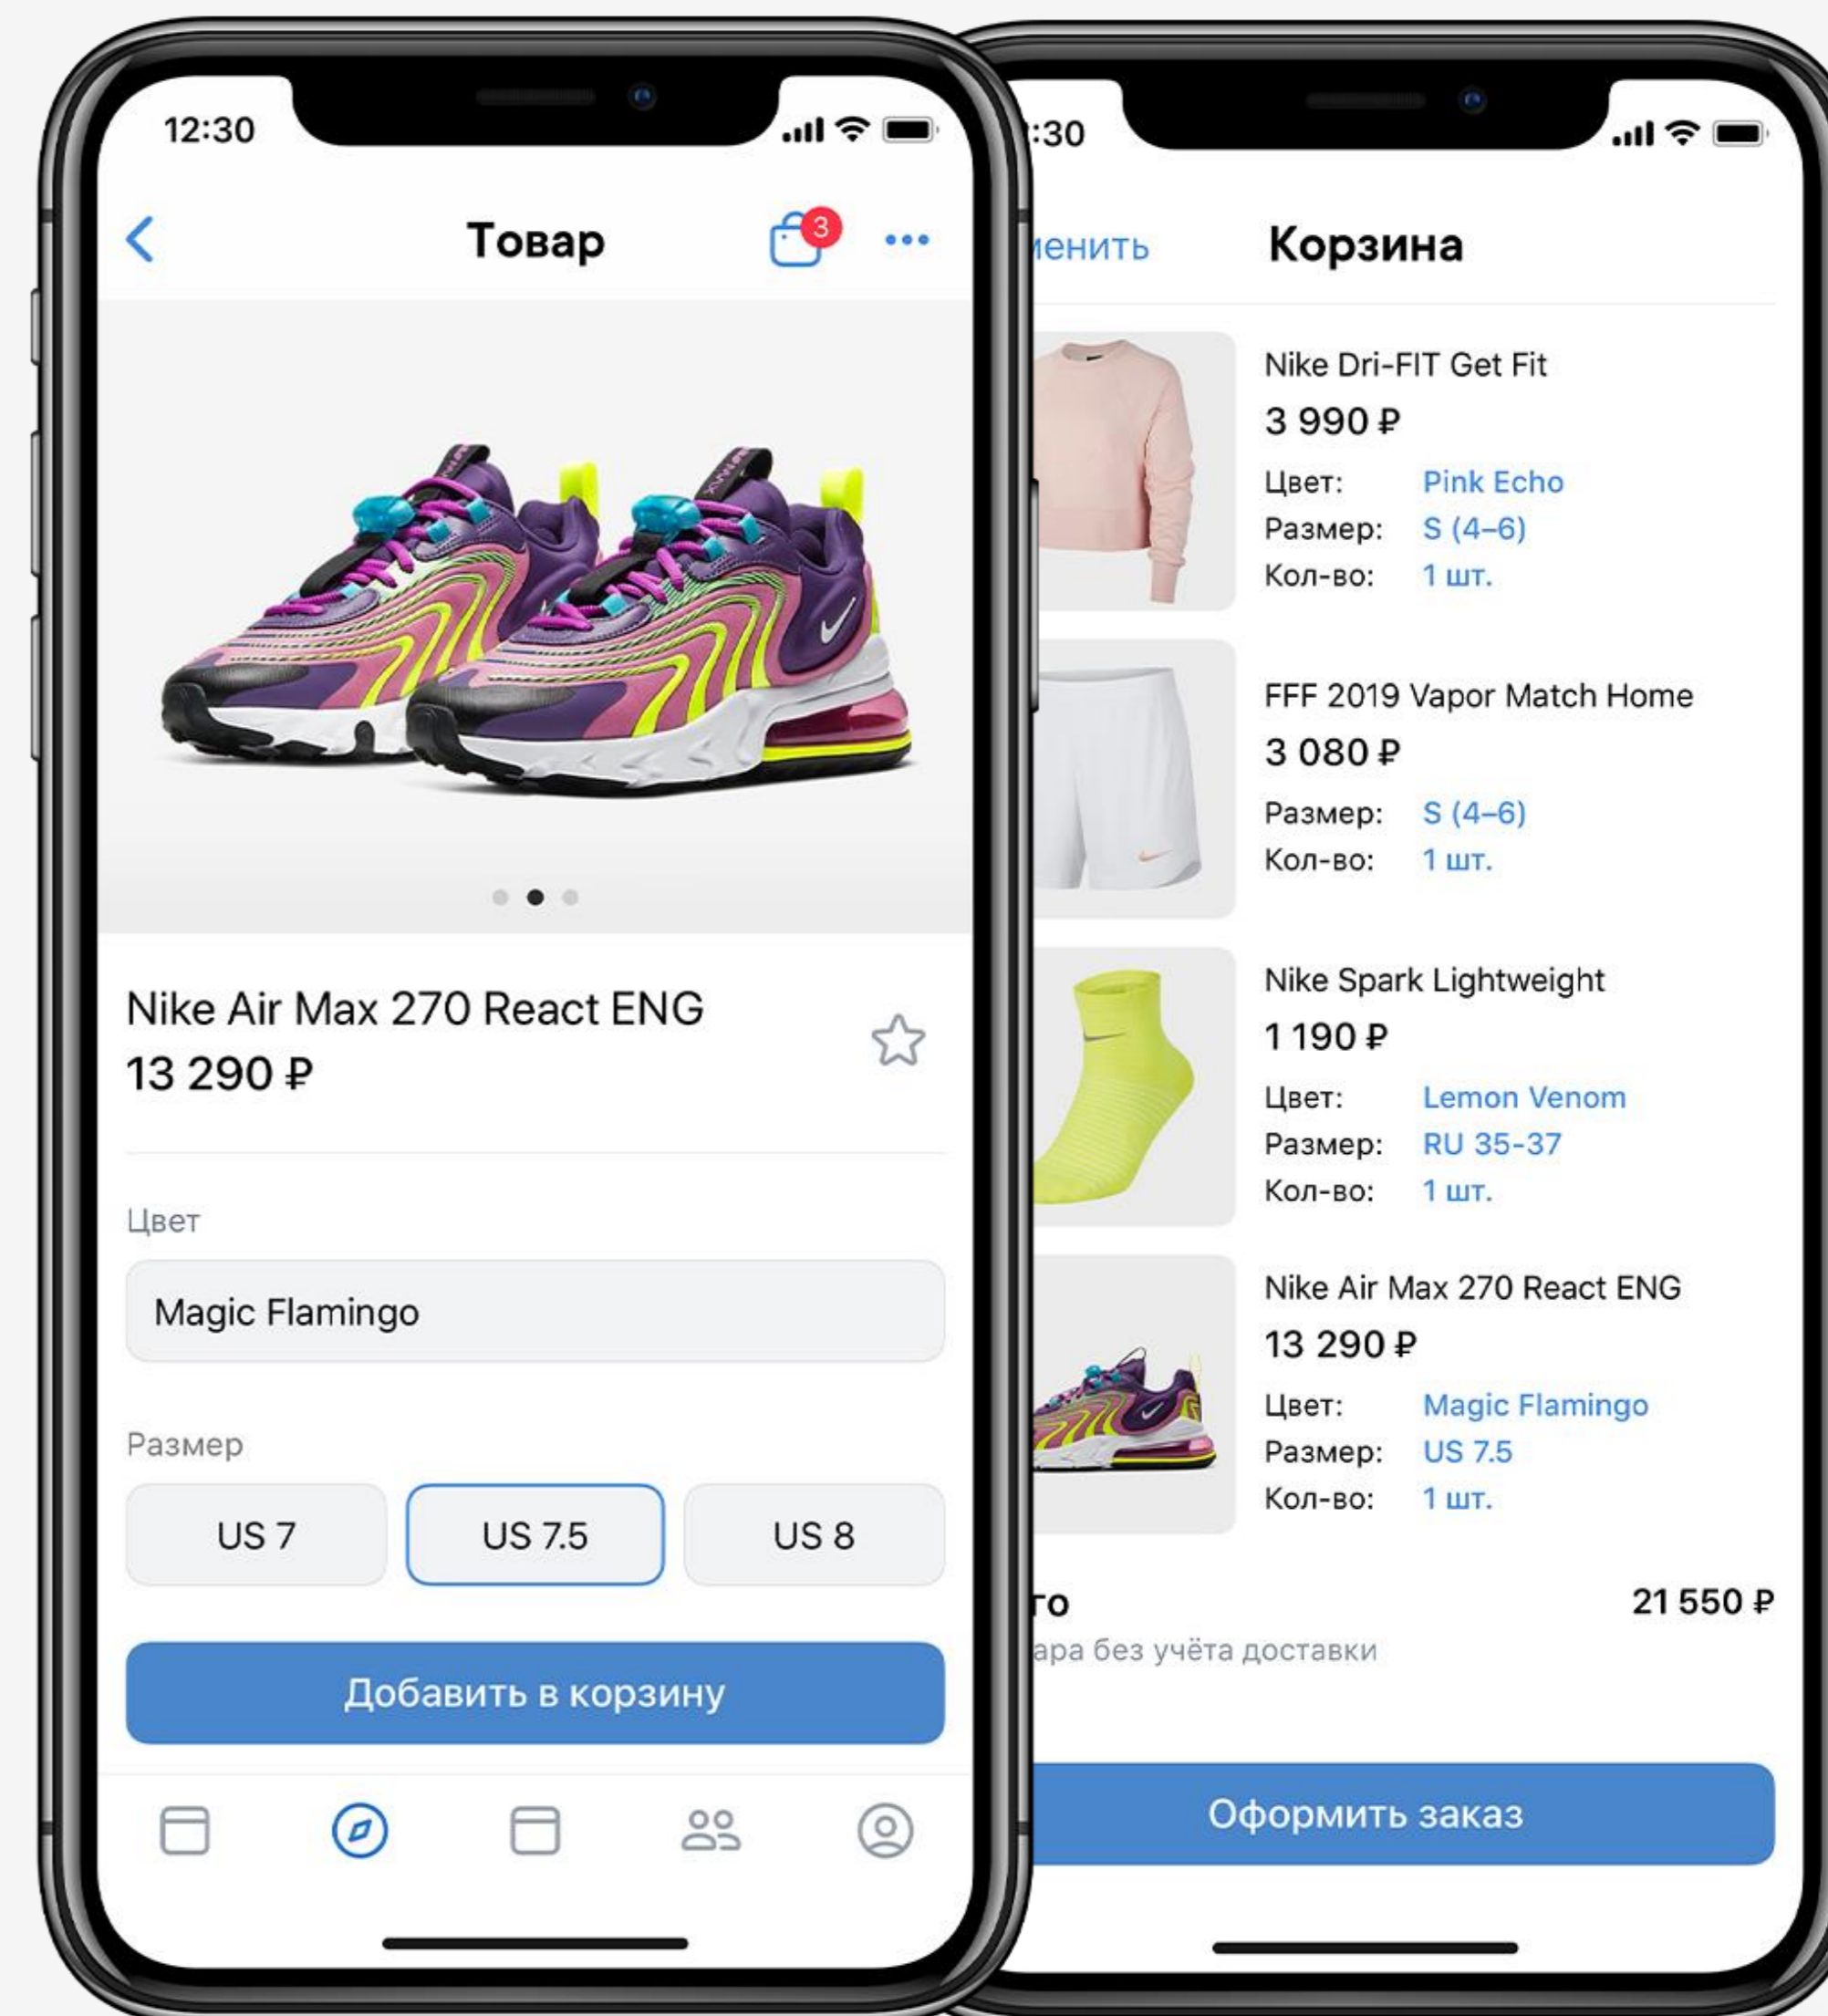 12:30
Товар
3
Nike Air Max 270 React ENG
13 290 ₽
Цвет
Magic Flamingo
Размер
US 7
US 7.5
US 8
Добавить в корзину
:30
менить
Корзина
Nike Dri-FIT Get Fit
3 990 ₽
Цвет: Pink Echo
Размер: S (4–6)
Кол-во: 1 шт.
FFF 2019 Vapor Match Home
3 080 ₽
Размер: S (4–6)
Кол-во: 1 шт.
Nike Spark Lightweight
1 190 ₽
Цвет: Lemon Venom
Размер: RU 35-37
Кол-во: 1 шт.
Nike Air Max 270 React ENG
13 290 ₽
Цвет: Magic Flamingo
Размер: US 7.5
Кол-во: 1 шт.
го 21 550 ₽
ара без учёта доставки
Оформить заказ